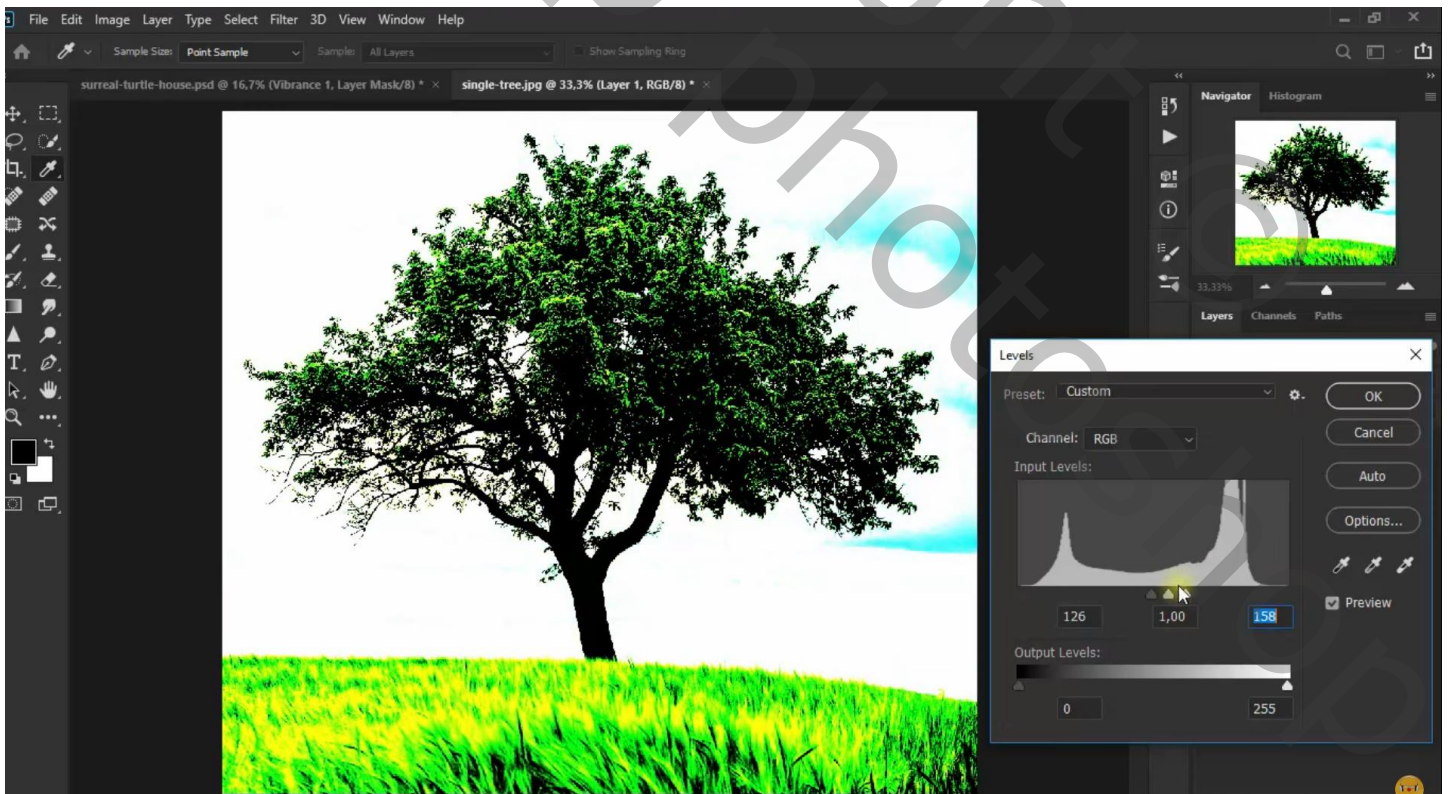 File Edit Image Layer Type Select Filter 3D View Window Help
Sample Size: Point Sample Sample: All Layers Show Sampling Ring
surreal-turtle-house.psd @ 16,7% (Vibrance 1, Layer Mask/8) * × single-tree.jpg @ 33,3% (Layer 1, RGB/8) * ×
Navigator Histogram
33,33%
Layers Channels Paths
Levels
Preset: Custom
OK
Channel: RGB
Cancel
Input Levels:
Auto
Options...
Preview
126 1,00 158
Output Levels:
0 255
photoshop
©